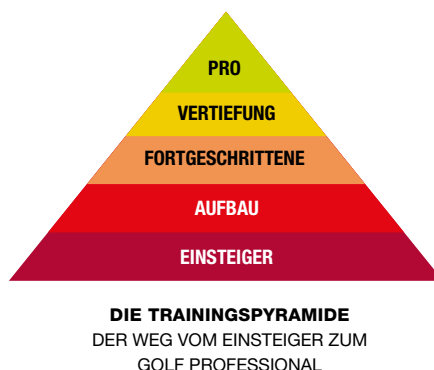 PRO
VERTIEFUNG
FORTGESCHRITTENE
AUFBAU
EINSTEIGER
DIE TRAININGSPYRAMIDE
DER WEG VOM EINSTEIGER ZUM
GOLF PROFESSIONAL